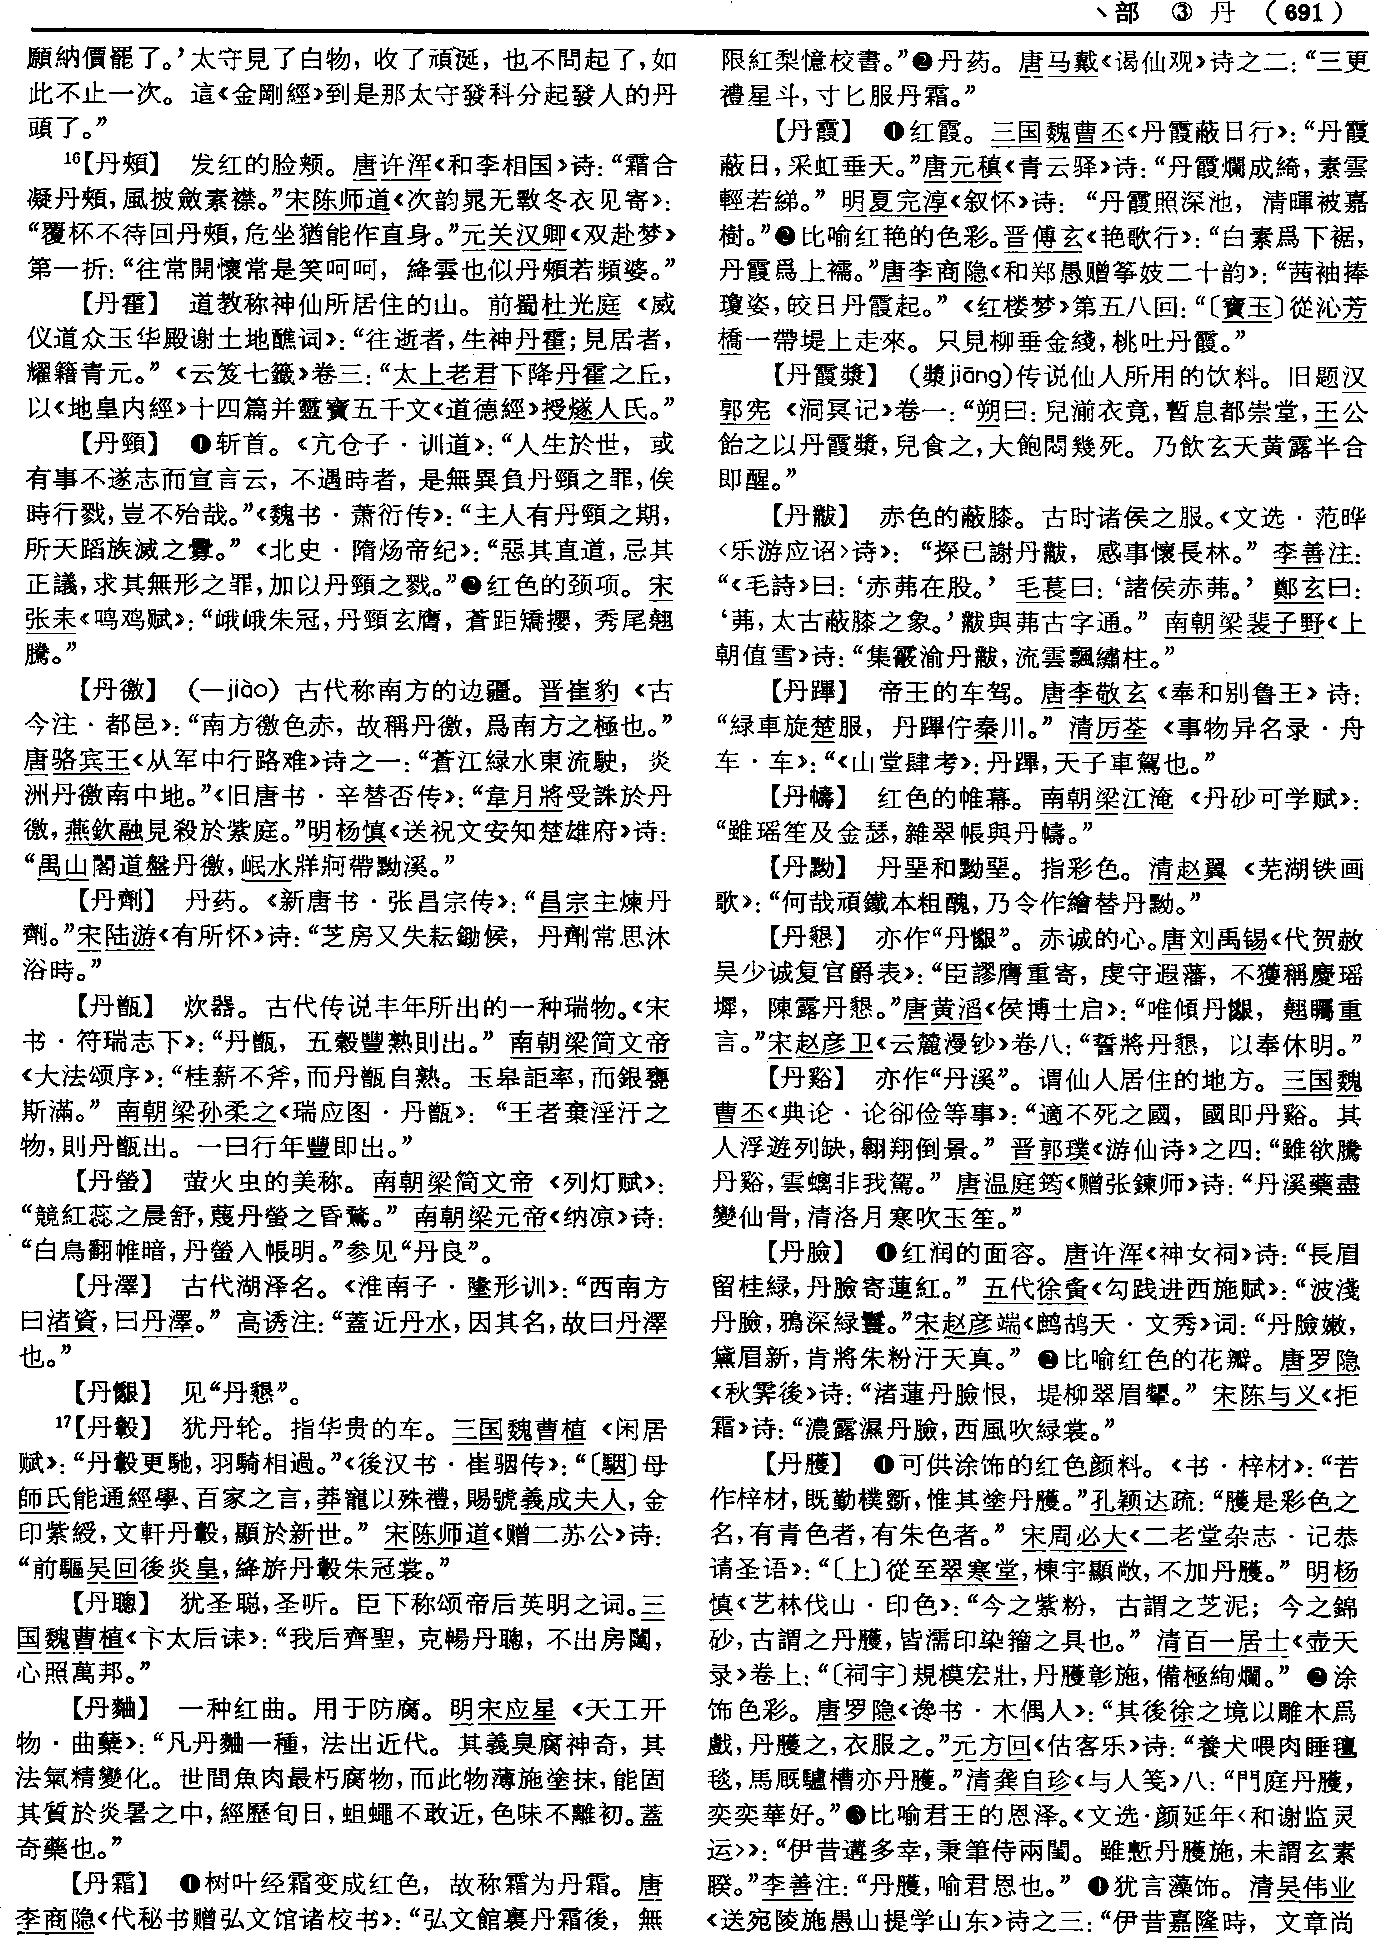 丶部 ③ 丹 （691）
願納價罷了。’太守見了白物，收了頑涎，也不問起了，如
此不止一次。這《金剛經》到是那太守發科分起發人的丹
頭了。”
16【丹頰】 发红的脸颊。唐许浑《和李相国》诗：“霜合
凝丹頰，風披斂素襟。”宋陈师道《次韵晁无斁冬衣见寄》：
“覆杯不待回丹頰，危坐猶能作直身。”元关汉卿《双赴梦》
第一折：“往常開懷常是笑呵呵，絳雲也似丹頰若頻婆。”
【丹霍】 道教称神仙所居住的山。前蜀杜光庭《威
仪道众玉华殿谢土地醮词》：“往逝者，生神丹霍；見居者，
耀籍青元。”《云笈七籤》卷三：“太上老君下降丹霍之丘，
以《地皇内經》十四篇并靈寶五千文《道德經》授燧人氏。”
【丹頸】 ❶斩首。《亢仓子·训道》：“人生於世，或
有事不遂志而宣言云，不遇時者，是無異負丹頸之罪，俟
時行戮，豈不殆哉。”《魏书·萧衍传》：“主人有丹頸之期，
所天蹈族滅之釁。”《北史·隋炀帝纪》：“惡其直道，忌其
正議，求其無形之罪，加以丹頸之戮。”❷红色的颈项。宋
张耒《鸣鸡赋》：“峨峨朱冠，丹頸玄膺，蒼距矯攖，秀尾翹
騰。”
【丹徼】 （—jiào）古代称南方的边疆。晋崔豹《古
今注·都邑》：“南方徼色赤，故稱丹徼，爲南方之極也。”
唐骆宾王《从军中行路难》诗之一：“蒼江緑水東流駛，炎
洲丹徼南中地。”《旧唐书·辛替否传》：“韋月將受誅於丹
徼，燕欽融見殺於紫庭。”明杨慎《送祝文安知楚雄府》诗：
“禺山閣道盤丹徼，岷水牂牁帶黝溪。”
【丹劑】 丹药。《新唐书·张昌宗传》：“昌宗主煉丹
劑。”宋陆游《有所怀》诗：“芝房又失耘鋤候，丹劑常思沐
浴時。”
【丹甑】 炊器。古代传说丰年所出的一种瑞物。《宋
书·符瑞志下》：“丹甑，五穀豐熟則出。”南朝梁简文帝
《大法颂序》：“桂薪不斧，而丹甑自熟。玉皋詎率，而銀甕
斯滿。”南朝梁孙柔之《瑞应图·丹甑》：“王者棄淫汙之
物，則丹甑出。一曰行年豐即出。”
【丹螢】 萤火虫的美称。南朝梁简文帝《列灯赋》：
“競紅蕊之晨舒，蔑丹螢之昏騖。”南朝梁元帝《纳凉》诗：
“白鳥翻帷暗，丹螢入帳明。”参见“丹良”。
【丹澤】 古代湖泽名。《淮南子·墬形训》：“西南方
曰渚資，曰丹澤。”高诱注：“蓋近丹水，因其名，故曰丹澤
也。”
【丹懇】 见“丹懇”。
17【丹轂】 犹丹轮。指华贵的车。三国魏曹植《闲居
赋》：“丹轂更馳，羽騎相過。”《後汉书·崔骃传》：“〔駰〕母
師氏能通經學、百家之言，莽寵以殊禮，賜號義成夫人，金
印紫綬，文軒丹轂，顯於新世。”宋陈师道《赠二苏公》诗：
“前驅吴回後炎皇，絳旂丹轂朱冠裳。”
【丹聰】 犹圣聪，圣听。臣下称颂帝后英明之词。三
国魏曹植《卞太后诔》：“我后齊聖，克暢丹聰，不出房闥，
心照萬邦。”
【丹麯】 一种红曲。用于防腐。明宋应星《天工开
物·曲蘖》：“凡丹麯一種，法出近代。其義臭腐神奇，其
法氣精變化。世間魚肉最朽腐物，而此物薄施塗抹，能固
其質於炎暑之中，經歷旬日，蛆蠅不敢近，色味不離初。蓋
奇藥也。”
【丹霜】 ❶树叶经霜变成红色，故称霜为丹霜。唐
李商隐《代秘书赠弘文馆诸校书》：“弘文館裏丹霜後，無
限紅梨憶校書。”❷丹药。唐马戴《谒仙观》诗之二：“三更
禮星斗，寸匕服丹霜。”
【丹霞】 ❶红霞。三国魏曹丕《丹霞蔽日行》：“丹霞
蔽日，采虹垂天。”唐元稹《青云驿》诗：“丹霞爛成綺，素雲
輕若綈。”明夏完淳《叙怀》诗：“丹霞照深池，清暉被嘉
樹。”❷比喻红艳的色彩。晋傅玄《艳歌行》：“白素爲下裾，
丹霞爲上襦。”唐李商隐《和郑愚赠筝妓二十韵》：“茜袖捧
瓊姿，皎日丹霞起。”《红楼梦》第五八回：“〔寶玉〕從沁芳
橋一帶堤上走來。只見柳垂金綫，桃吐丹霞。”
【丹霞漿】 （漿jiāng）传说仙人所用的饮料。旧题汉
郭宪《洞冥记》卷一：“朔曰：兒湔衣竟，暫息都崇堂，王公
飴之以丹霞漿，兒食之，大飽悶幾死。乃飲玄天黄露半合
即醒。”
【丹黻】 赤色的蔽膝。古时诸侯之服。《文选·范晔
〈乐游应诏〉诗》：“探已謝丹黻，感事懷長林。”李善注：
“《毛詩》曰：‘赤茀在股。’毛萇曰：‘諸侯赤茀。’鄭玄曰：
‘茀，太古蔽膝之象。’黻與茀古字通。”南朝梁裴子野《上
朝值雪》诗：“集霰渝丹黻，流雲飄繡柱。”
【丹蹕】 帝王的车驾。唐李敬玄《奉和别鲁王》诗：
“緑車旋楚服，丹蹕佇秦川。”清厉荃《事物异名录·舟
车·车》：“《山堂肆考》：丹蹕，天子車駕也。”
【丹幬】 红色的帷幕。南朝梁江淹《丹砂可学赋》：
“雖瑶笙及金瑟，雜翠帳與丹幬。”
【丹黝】 丹堊和黝堊。指彩色。清赵翼《芜湖铁画
歌》：“何哉頑鐵本粗醜，乃令作繪替丹黝。”
【丹懇】 亦作“丹懇”。赤诚的心。唐刘禹锡《代贺赦
吴少诚复官爵表》：“臣謬膺重寄，虔守遐藩，不獲稱慶瑶
墀，陳露丹懇。”唐黄滔《侯博士启》：“唯傾丹懇，翹矚重
言。”宋赵彦卫《云麓漫钞》卷八：“誓將丹懇，以奉休明。”
【丹谿】 亦作“丹溪”。谓仙人居住的地方。三国魏
曹丕《典论·论郤俭等事》：“適不死之國，國即丹谿。其
人浮遊列缺，翱翔倒景。”晋郭璞《游仙诗》之四：“雖欲騰
丹谿，雲螭非我駕。”唐温庭筠《赠张錬师》诗：“丹溪藥盡
變仙骨，清洛月寒吹玉笙。”
【丹臉】 ❶红润的面容。唐许浑《神女祠》诗：“長眉
留桂緑，丹臉寄蓮紅。”五代徐夤《勾践进西施赋》：“波淺
丹臉，鴉深緑鬢。”宋赵彦端《鹧鸪天·文秀》词：“丹臉嫩，
黛眉新，肯將朱粉汙天真。”❷比喻红色的花瓣。唐罗隐
《秋霁後》诗：“渚蓮丹臉恨，堤柳翠眉顰。”宋陈与义《拒
霜》诗：“濃露濕丹臉，西風吹緑裳。”
【丹雘】 ❶可供涂饰的红色颜料。《书·梓材》：“若
作梓材，既勤樸斲，惟其塗丹雘。”孔颖达疏：“雘是彩色之
名，有青色者，有朱色者。”宋周必大《二老堂杂志·记恭
请圣语》：“〔上〕從至翠寒堂，棟宇顯敞，不加丹雘。”明杨
慎《艺林伐山·印色》：“今之紫粉，古謂之芝泥；今之錦
砂，古謂之丹雘，皆濡印染籀之具也。”清百一居士《壶天
录》卷上：“〔祠宇〕規模宏壯，丹雘彰施，備極絢爛。”❷涂
饰色彩。唐罗隐《谗书·木偶人》：“其後徐之境以雕木爲
戲，丹雘之，衣服之。”元方回《估客乐》诗：“養犬喂肉睡氊
毯，馬厩驢槽亦丹雘。”清龚自珍《与人笺》八：“門庭丹雘，
奕奕華好。”❸比喻君王的恩泽。《文选·颜延年〈和谢监灵
运〉》：“伊昔遘多幸，秉筆侍兩閨。雖慙丹雘施，未謂玄素
睽。”李善注：“丹雘，喻君恩也。”❹犹言藻饰。清吴伟业
《送宛陵施愚山提学山东》诗之三：“伊昔嘉隆時，文章尚